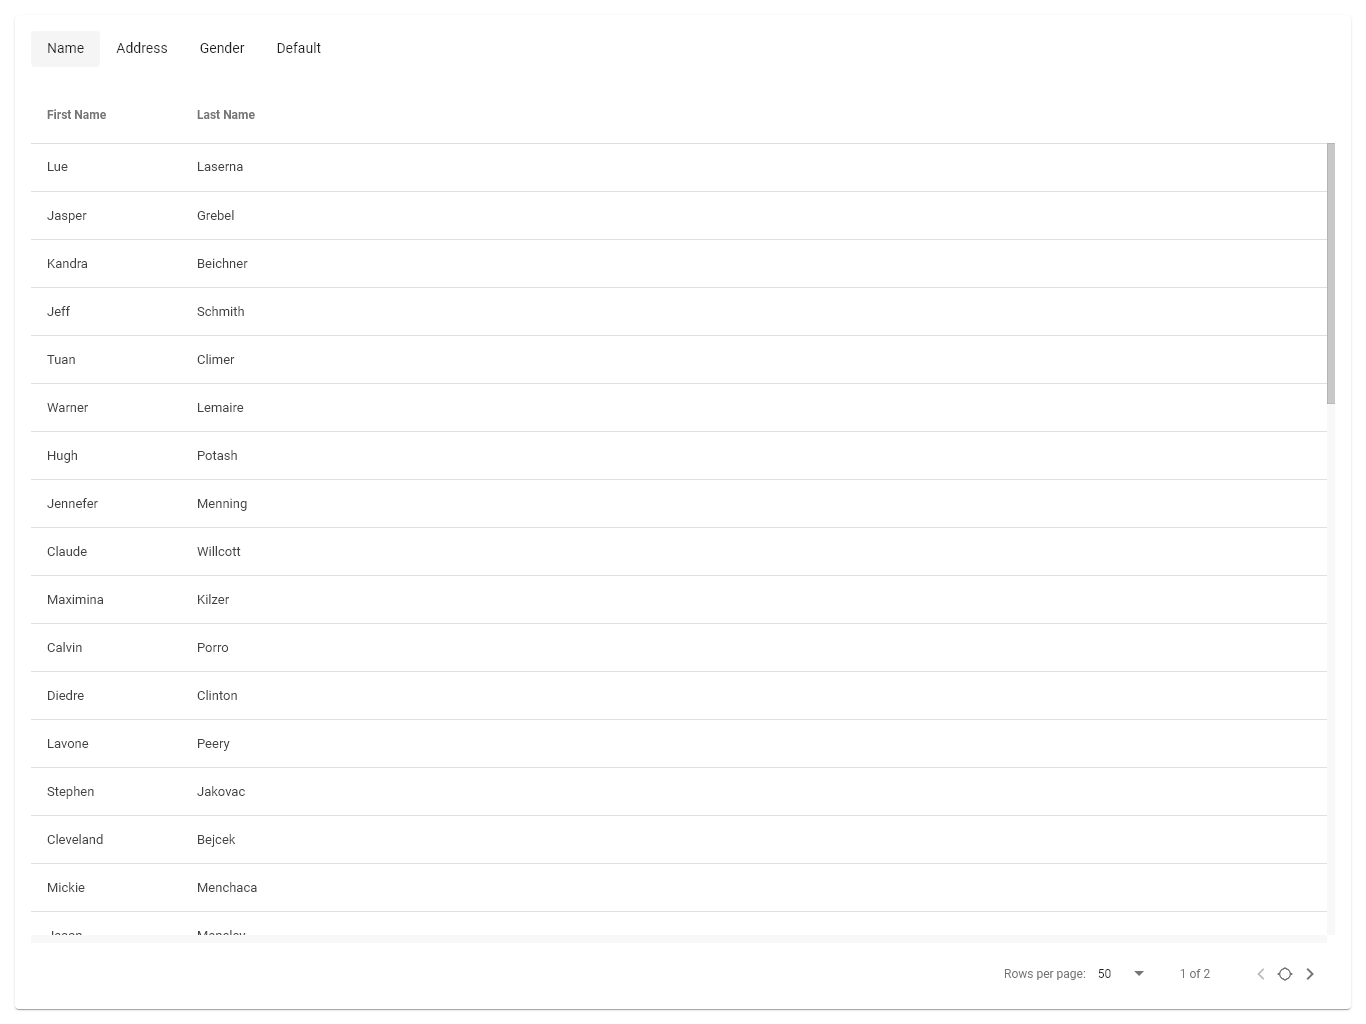 Name Address Gender Default
First Name Last Name
Lue Laserna
Jasper Grebel
Kandra Beichner
Jeff Schmith
Tuan Climer
Warner Lemaire
Hugh Potash
Jennefer Menning
Claude Willcott
Maximina Kilzer
Calvin Porro
Diedre Clinton
Lavone Peery
Stephen Jakovac
Cleveland Bejcek
Mickie Menchaca
Rows per page: 50 1 of 2